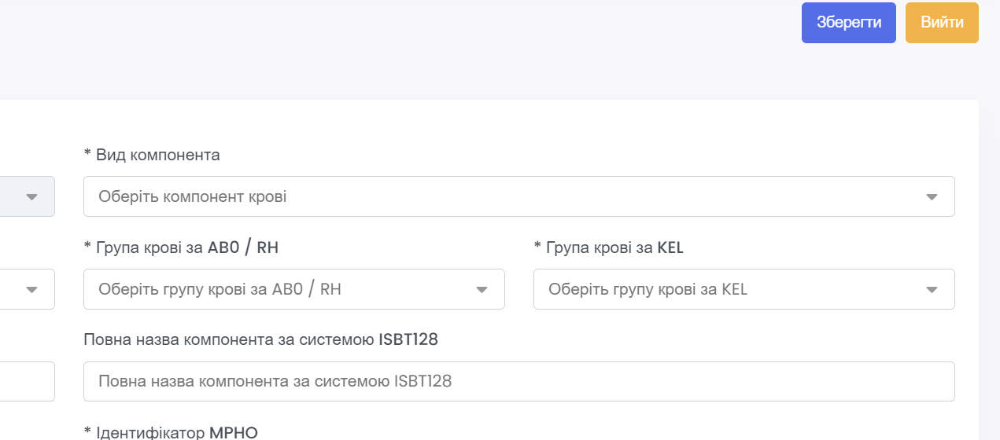 Зберегти Вийти
* Вид компонента
Оберіть компонент крові
* Група крові за AB0 / RH * Група крові за KEL
Оберіть групу крові за AB0 / RH Оберіть групу крові за KEL
Повна назва компонента за системою ISBT128
Повна назва компонента за системою ISBT128
* Ідентифікатор MPHO